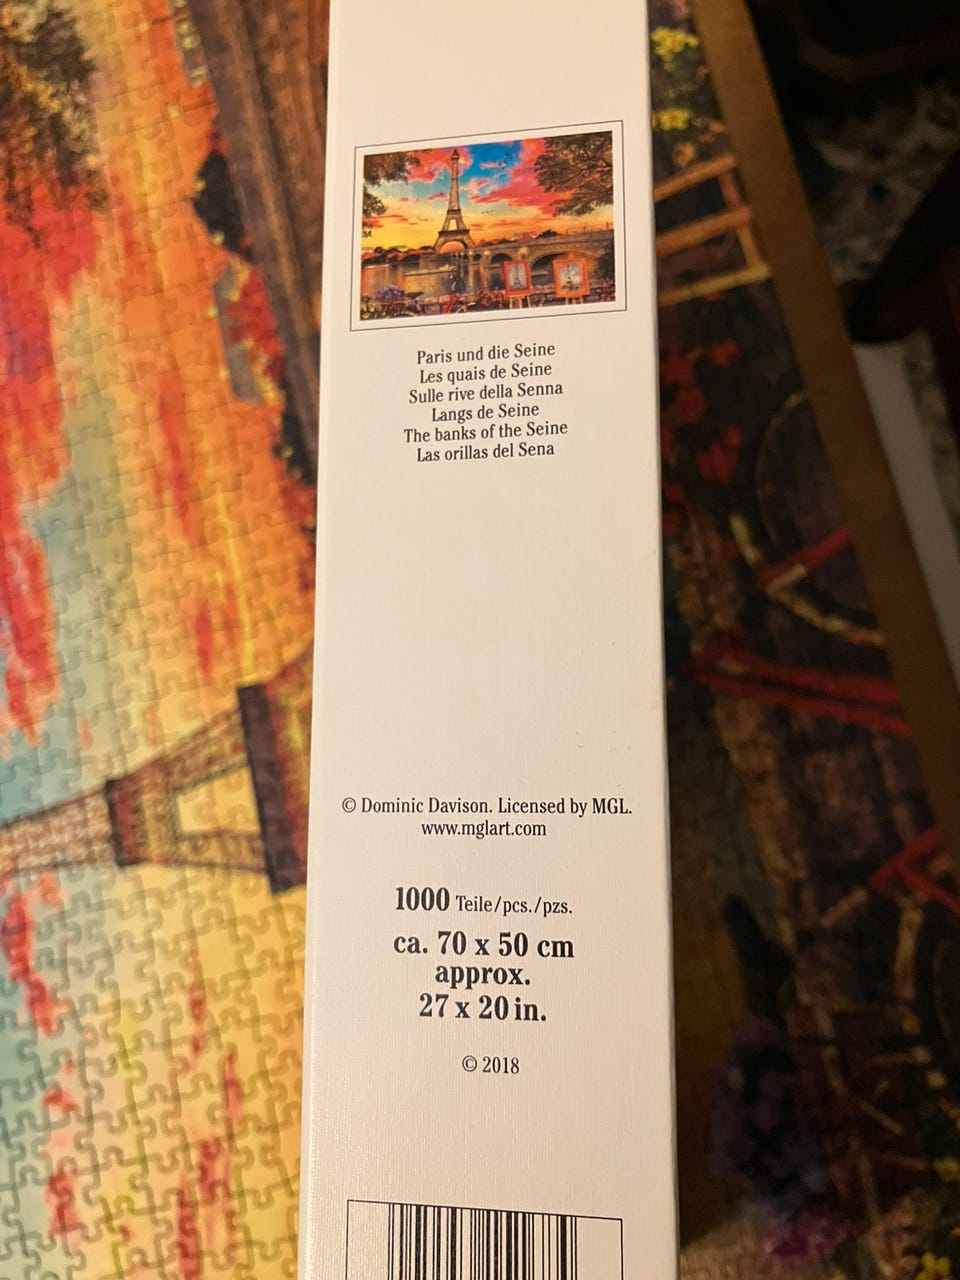 Paris und die Seine
Les quais de Seine
Sulle rive della Senna
Langs de Seine
The banks of the Seine
Las orillas del Sena
© Dominic Davison. Licensed by MGL.
www.mglart.com
1000 Teile/pcs./pzs.
ca. 70 x 50 cm
approx.
27 x 20 in.
© 2018